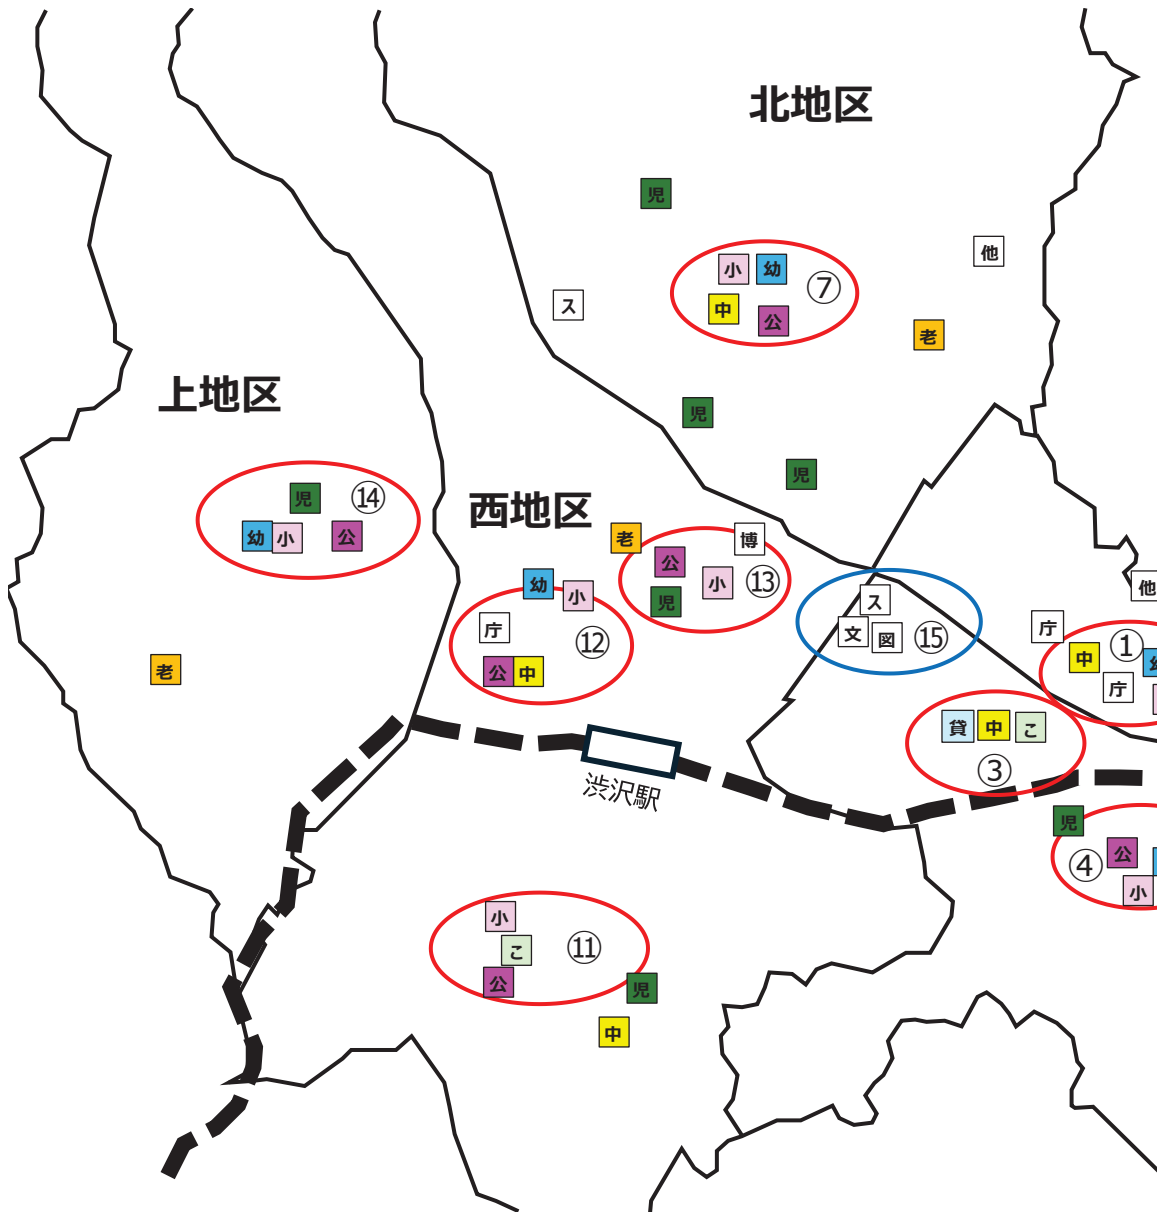 北地区
児
他
小 幼 ⑦
中 公
ス
老
上地区
児
児
児 ⑭
幼 小 公
西地区
老 博
公
小 ⑬
児
幼 小
庁 ⑫
公 中
ス
文 図 ⑮
他
庁
中 ①
庁
幼
老
貸 中 こ
③
渋沢駅
児
④ 公
小
小
こ ⑪
公 児
中